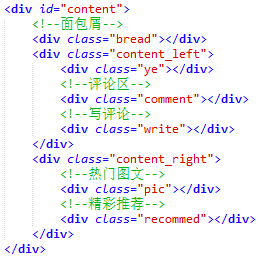 <div id="content">
<!--面包屑-->
<div class="bread"></div>
<div class="content_left">
<div class="ye"></div>
<!--评论区-->
<div class="comment"></div>
<!--写评论-->
<div class="write"></div>
</div>
<div class="content_right">
<!--热门图文-->
<div class="pic"></div>
<!--精彩推荐-->
<div class="recommed"></div>
</div>
</div>